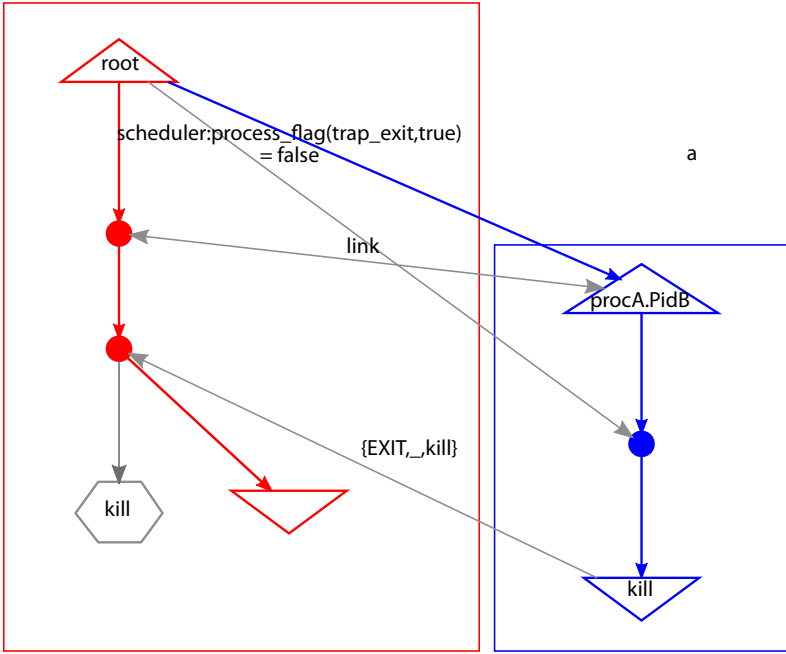 root
scheduler:process_flag(trap_exit,true)
= false
a
link
procA.PidB
{EXIT,_,kill}
kill
kill